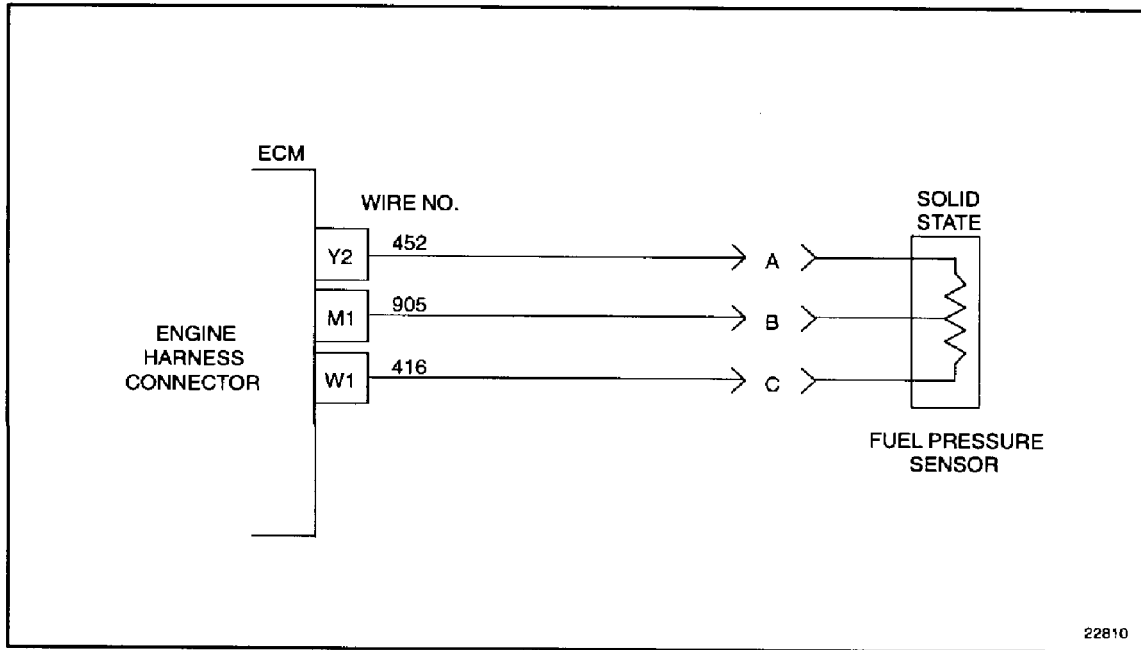 ECM
WIRE NO.
Y2 452 A
M1 905 B
W1 416 C
ENGINE
HARNESS
CONNECTOR
SOLID
STATE
FUEL PRESSURE
SENSOR
22810